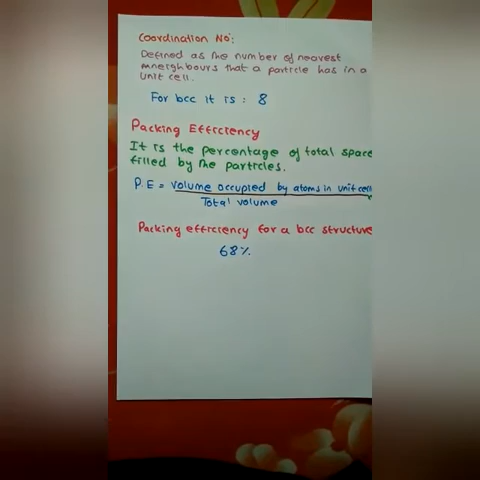 Coordination No:
Defined as the number of nearest
mneighbours that a particle has in a
unit cell.
For bcc it is : 8
Packing Efficiency
It is the percentage of total space
filled by the particles.
P.E = volume occupied by atoms in unit cell
Total volume
Packing efficiency for a bcc structure
68%.